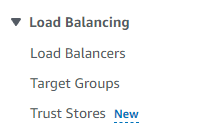 Load Balancing
Load Balancers
Target Groups
Trust Stores New